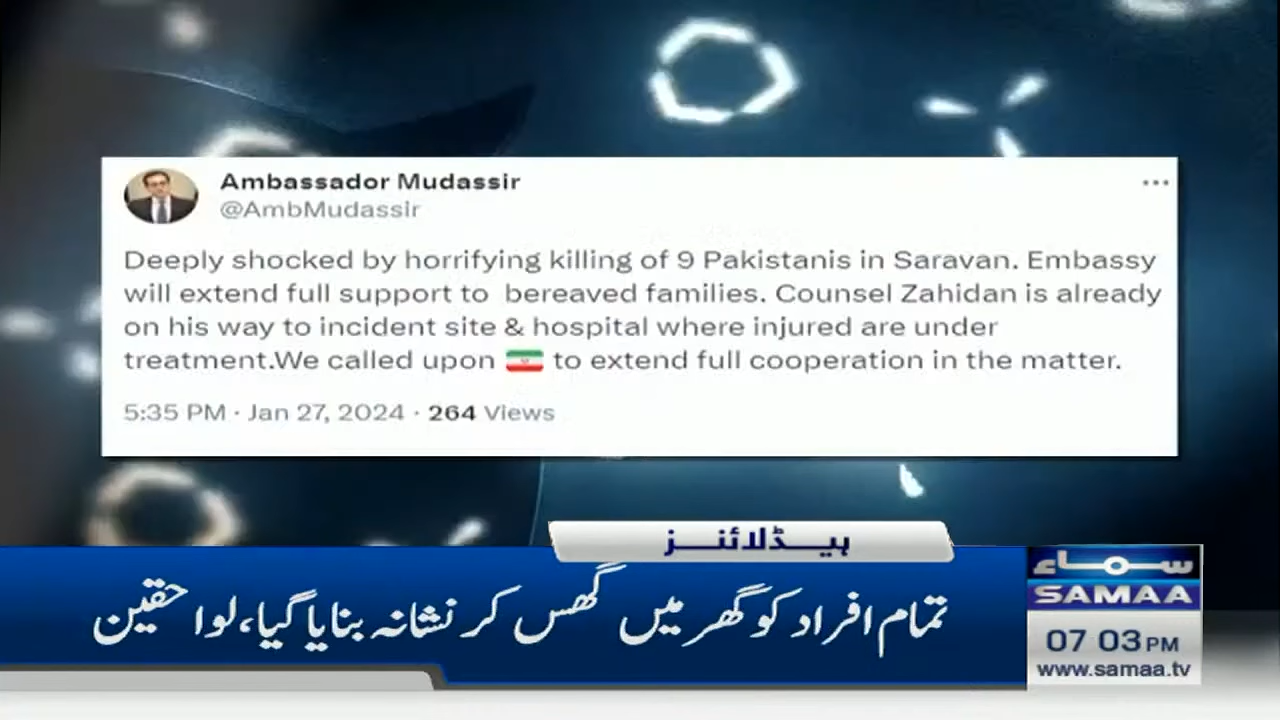 Ambassador Mudassir
@AmbMudassir
Deeply shocked by horrifying killing of 9 Pakistanis in Saravan. Embassy
will extend full support to bereaved families. Counsel Zahidan is already
on his way to incident site & hospital where injured are under
treatment.We called upon 🇮🇷 to extend full cooperation in the matter.
5:35 PM · Jan 27, 2024 · 264 Views
ہیڈلائنز
تمام افراد کو گھر میں گھس کر نشانہ بنایا گیا، لواحقین
سماء
SAMAA
07 03 PM
www.samaa.tv